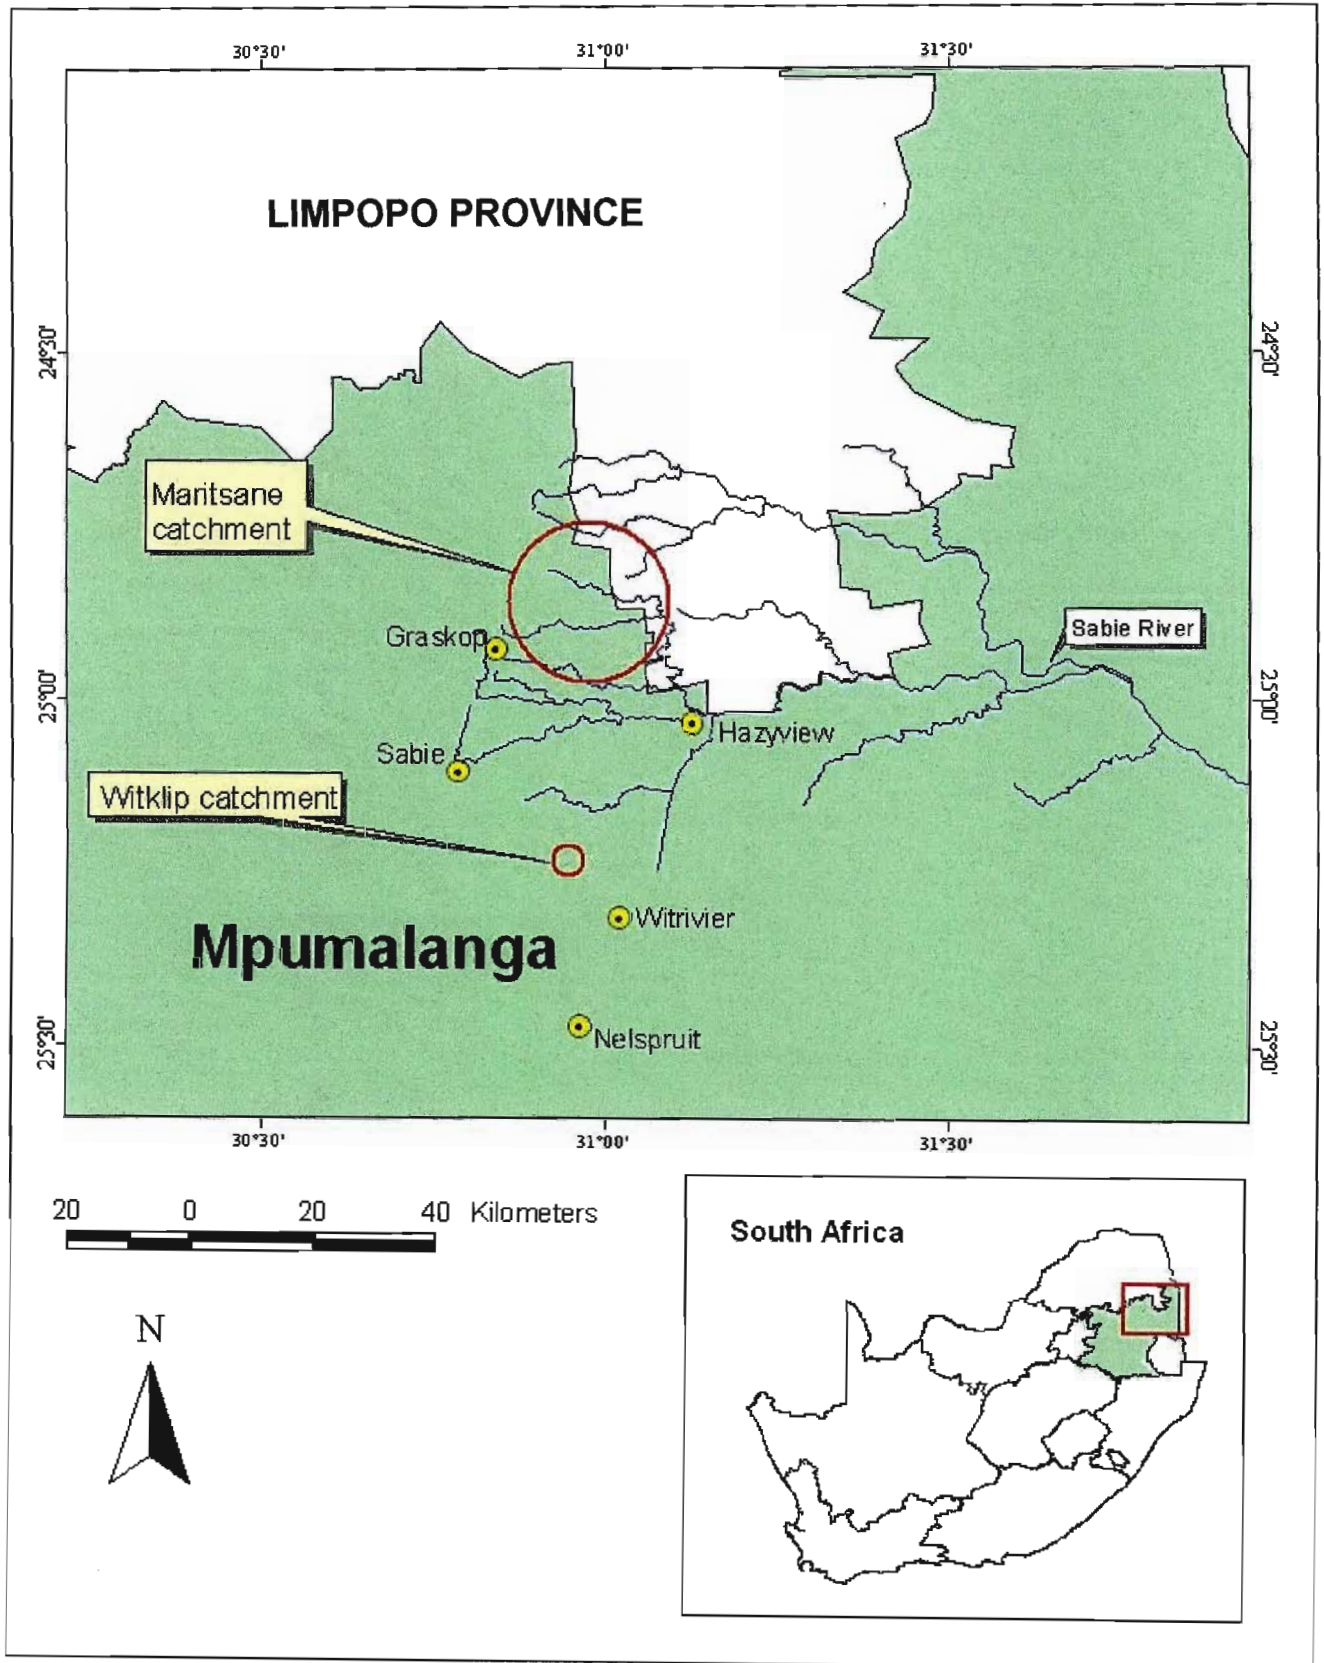 30°30' 31°00' 31°30'
LIMPOPO PROVINCE
24°30' 24°30'
Maritsane
catchment
Graskop
Sabie River
25°00' 25°00'
Hazyview
Sabie
Witklip catchment
Witrivier
Mpumalanga
Nelspruit
25°30' 25°30'
30°30' 31°00' 31°30'
20 0 20 40 Kilometers
South Africa
N